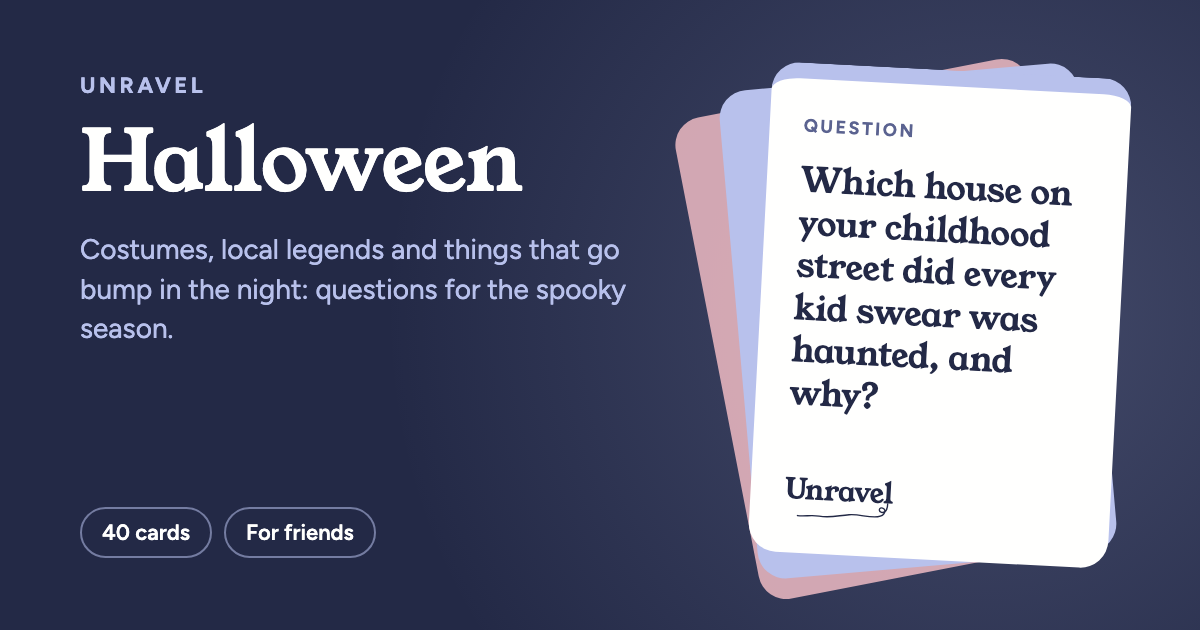 UNRAVEL
Halloween
Costumes, local legends and things that go
bump in the night: questions for the spooky
season.
40 cards
For friends
QUESTION
Which house on
your childhood
street did every
kid swear was
haunted, and
why?
Unravel